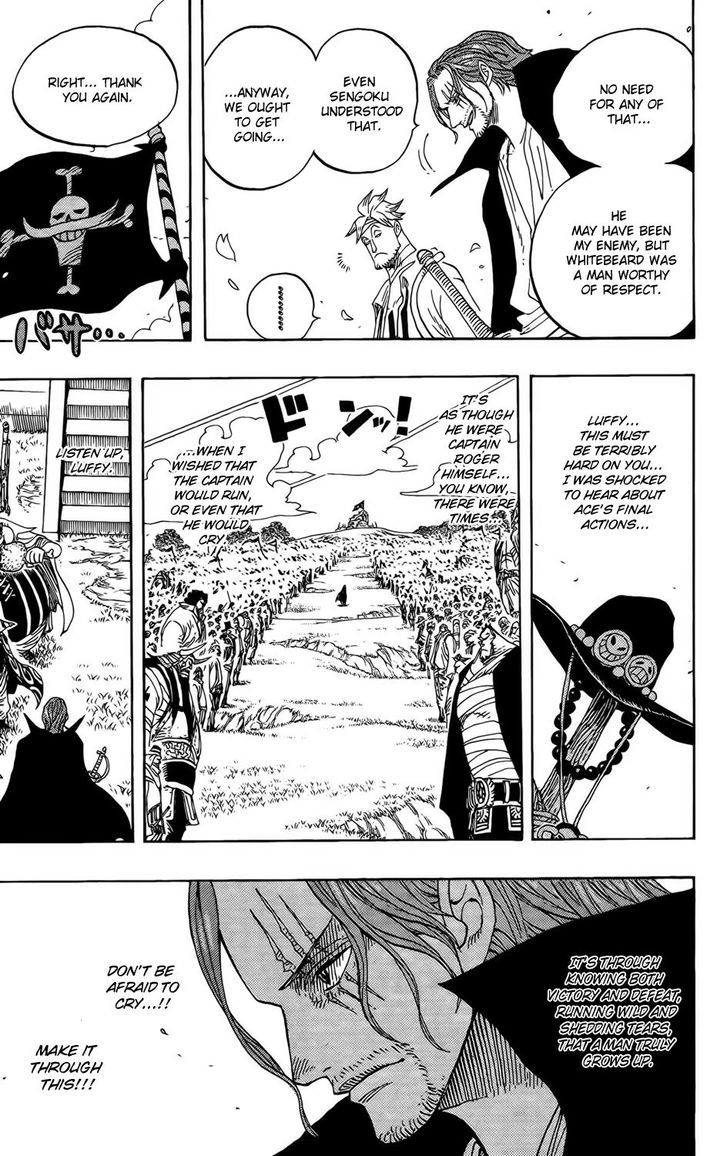 NO NEED
FOR ANY OF
THAT...
HE
MAY HAVE BEEN
MY ENEMY, BUT
WHITEBEARD WAS
A MAN WORTHY
OF RESPECT.
EVEN
SENGOKU
UNDERSTOOD
THAT.
...ANYWAY,
WE OUGHT
TO GET
GOING...
.........
RIGHT... THANK
YOU AGAIN.
バサ...
LUFFY...
THIS MUST
BE TERRIBLY
HARD ON YOU...
I WAS SHOCKED
TO HEAR ABOUT
ACE'S FINAL
ACTIONS...
IT'S
AS THOUGH
HE WERE
CAPTAIN
ROGER
HIMSELF...
YOU KNOW,
THERE WERE
TIMES...
ドンッ!
...WHEN I
WISHED THAT
THE CAPTAIN
WOULD RUN,
OR EVEN THAT
HE WOULD
CRY...
LISTEN UP,
LUFFY.
IT'S THROUGH
KNOWING BOTH
VICTORY AND DEFEAT,
RUNNING WILD AND
SHEDDING TEARS,
THAT A MAN TRULY
GROWS UP.
DON'T BE
AFRAID TO
CRY...!!
MAKE IT
THROUGH
THIS!!!